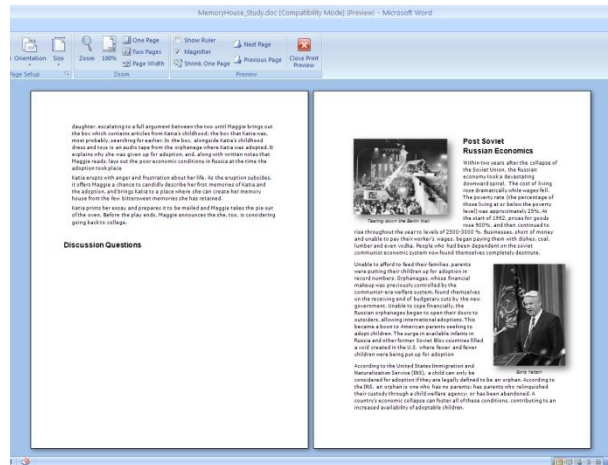 MemoryHouse_Study.doc [Compatibility Mode] (Preview) - Microsoft Word
Orientation
Size
Page Setup
Zoom
100%
One Page
Two Pages
Page Width
Zoom
Show Ruler
Magnifier
Shrink One Page
Next Page
Previous Page
Close Print
Preview
Preview
daughter, escalating to a full argument between the two until Maggie brings out
the box which contains articles from Katia's childhood; the box that Katia was,
most probably, searching for earlier. In the box, alongside Katia's childhood
dress and toys is an audio tape from the orphanage where Katia was adopted. It
explains why she was given up for adoption, and, along with written notes that
Maggie reads, lays out the poor economic conditions in Russia at the time the
adoption took place.
Katia erupts with anger and frustration about her life. As the eruption subsides,
it offers Maggie a chance to candidly describe her first memories of Katia and
the adoption, and brings Katia to a place where she can create her memory
house from the few bittersweet memories she has retained.
Katia prints her essay and prepares it to be mailed and Maggie takes the pie out
of the oven. Before the play ends, Maggie announces the she, too, is considering
going back to college.
Discussion Questions
Post Soviet
Russian Economics
Within two years after the collapse of
the Soviet Union, the Russian
economy took a devastating
downward spiral. The cost of living
rose dramatically while wages fell.
The poverty rate (the percentage of
those living at or below the poverty
level) was approximately 25%. At
the start of 1992, prices for goods
rose 500%, and then continued to
Tearing down the Berlin Wall
rise throughout the year to levels of 2500-3000 %. Businesses, short of money
and unable to pay their worker's wages, began paying them with dishes, coal,
lumber and even vodka. People who had been dependent on the soviet
communist economic system now found themselves completely destitute.
Unable to afford to feed their families, parents
were putting their children up for adoption in
record numbers. Orphanages, whose financial
makeup was previously controlled by the
communist-era welfare system, found themselves
on the receiving end of budgetary cuts by the new
government. Unable to cope financially, the
Russian orphanages began to open their doors to
outsiders, allowing international adoptions. This
became a boon to American parents seeking to
adopt children. The surge in available infants in
Russia and other former Soviet Bloc countries filled
a void created in the U.S. where fewer and fewer
children were being put up for adoption
Boris Yeltsin
According to the United States Immigration and
Naturalization Service (INS), a child can only be
considered for adoption if they are legally defined to be an orphan. According to
the INS, an orphan is one who has no parents; has parents who relinquished
their custody through a child welfare agency; or has been abandoned. A
country's economic collapse can foster all of these conditions, contributing to an
increased availability of adoptable children.